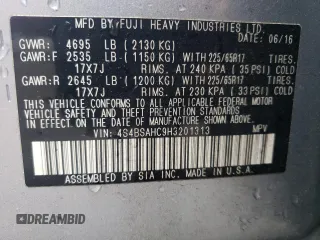 MFD BY FUJI HEAVY INDUSTRIES LTD. DATE 06/16
GVWR: 4695 LB (2130 KG)
GAWR:F 2535 LB (1150 KG) WITH 225/65R17 TIRES.
17X7J RIMS. AT 240 KPA (35 PSI) COLD
GAWR:R 2645 LB (1200 KG) WITH 225/65R17 TIRES.
17X7J RIMS. AT 230 KPA (33 PSI) COLD
THIS VEHICLE CONFORMS TO ALL APPLICABLE FEDERAL MOTOR
VEHICLE SAFETY, BUMPER AND THEFT PREVENTION STANDARDS
IN EFFECT ON THE DATE OF MANUFACTURE SHOWN ABOVE.
VIN: 4S4BSAHC9H3201313 MPV
ASSEMBLED BY SIA INC. MADE IN U.S.A.
DREAMBID